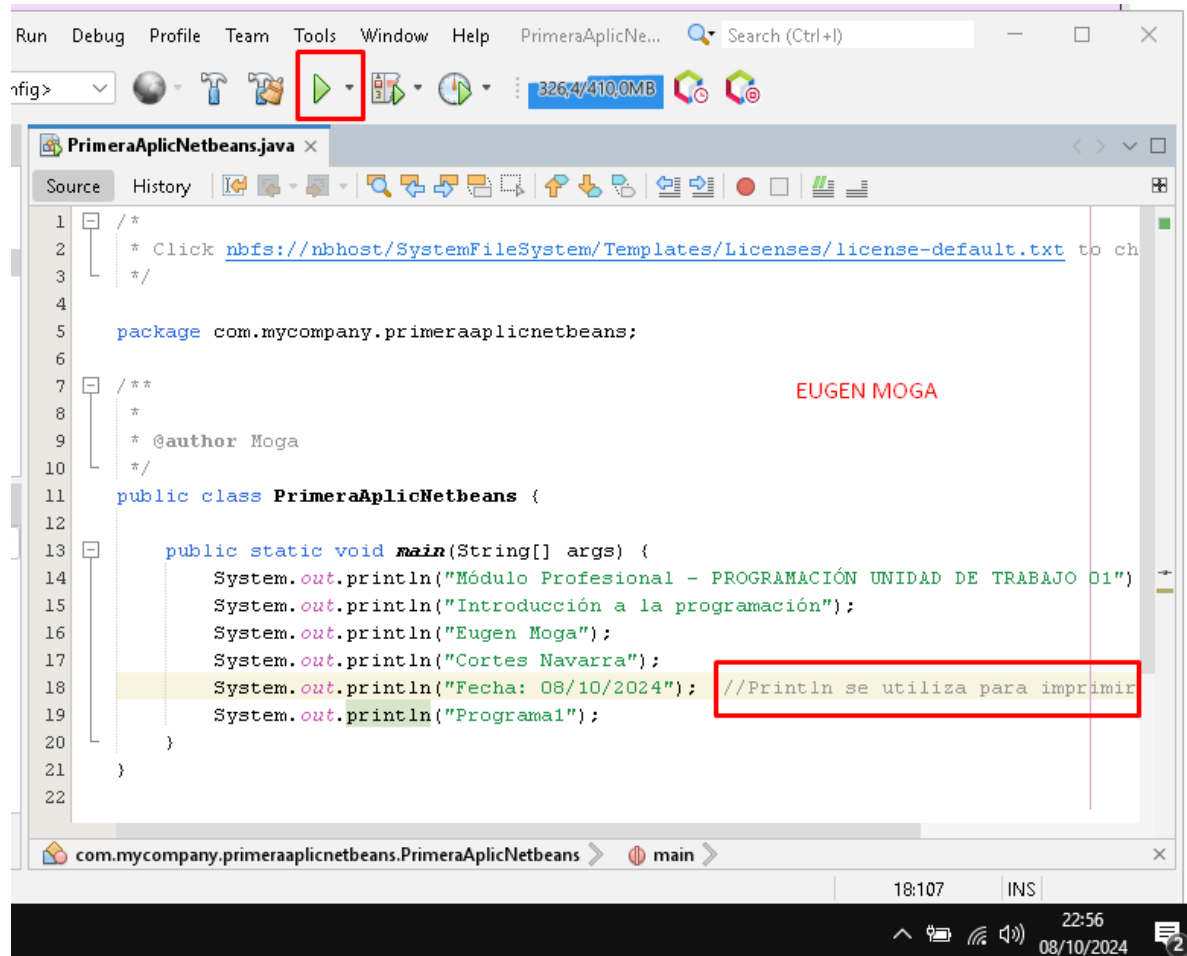 Run Debug Profile Team Tools Window Help PrimeraAplicNe... Search (Ctrl+I)
nfig> 326,4/410,0MB
PrimeraAplicNetbeans.java
Source History
1 /*
2 * Click nbfs://nbhost/SystemFileSystem/Templates/Licenses/license-default.txt to ch
3 */
4
5 package com.mycompany.primeraaplicnetbeans;
6
7 /**
EUGEN MOGA
8 *
9 * @author Moga
10 */
11 public class PrimeraAplicNetbeans {
12
13 public static void main(String[] args) {
14 System.out.println("Módulo Profesional - PROGRAMACIÓN UNIDAD DE TRABAJO 01")
15 System.out.println("Introducción a la programación");
16 System.out.println("Eugen Moga");
17 System.out.println("Cortes Navarra");
18 System.out.println("Fecha: 08/10/2024"); //Println se utiliza para imprimir
19 System.out.println("Programa1");
20 }
21 }
22
com.mycompany.primeraaplicnetbeans.PrimeraAplicNetbeans main
18:107 INS
22:56
08/10/2024
2